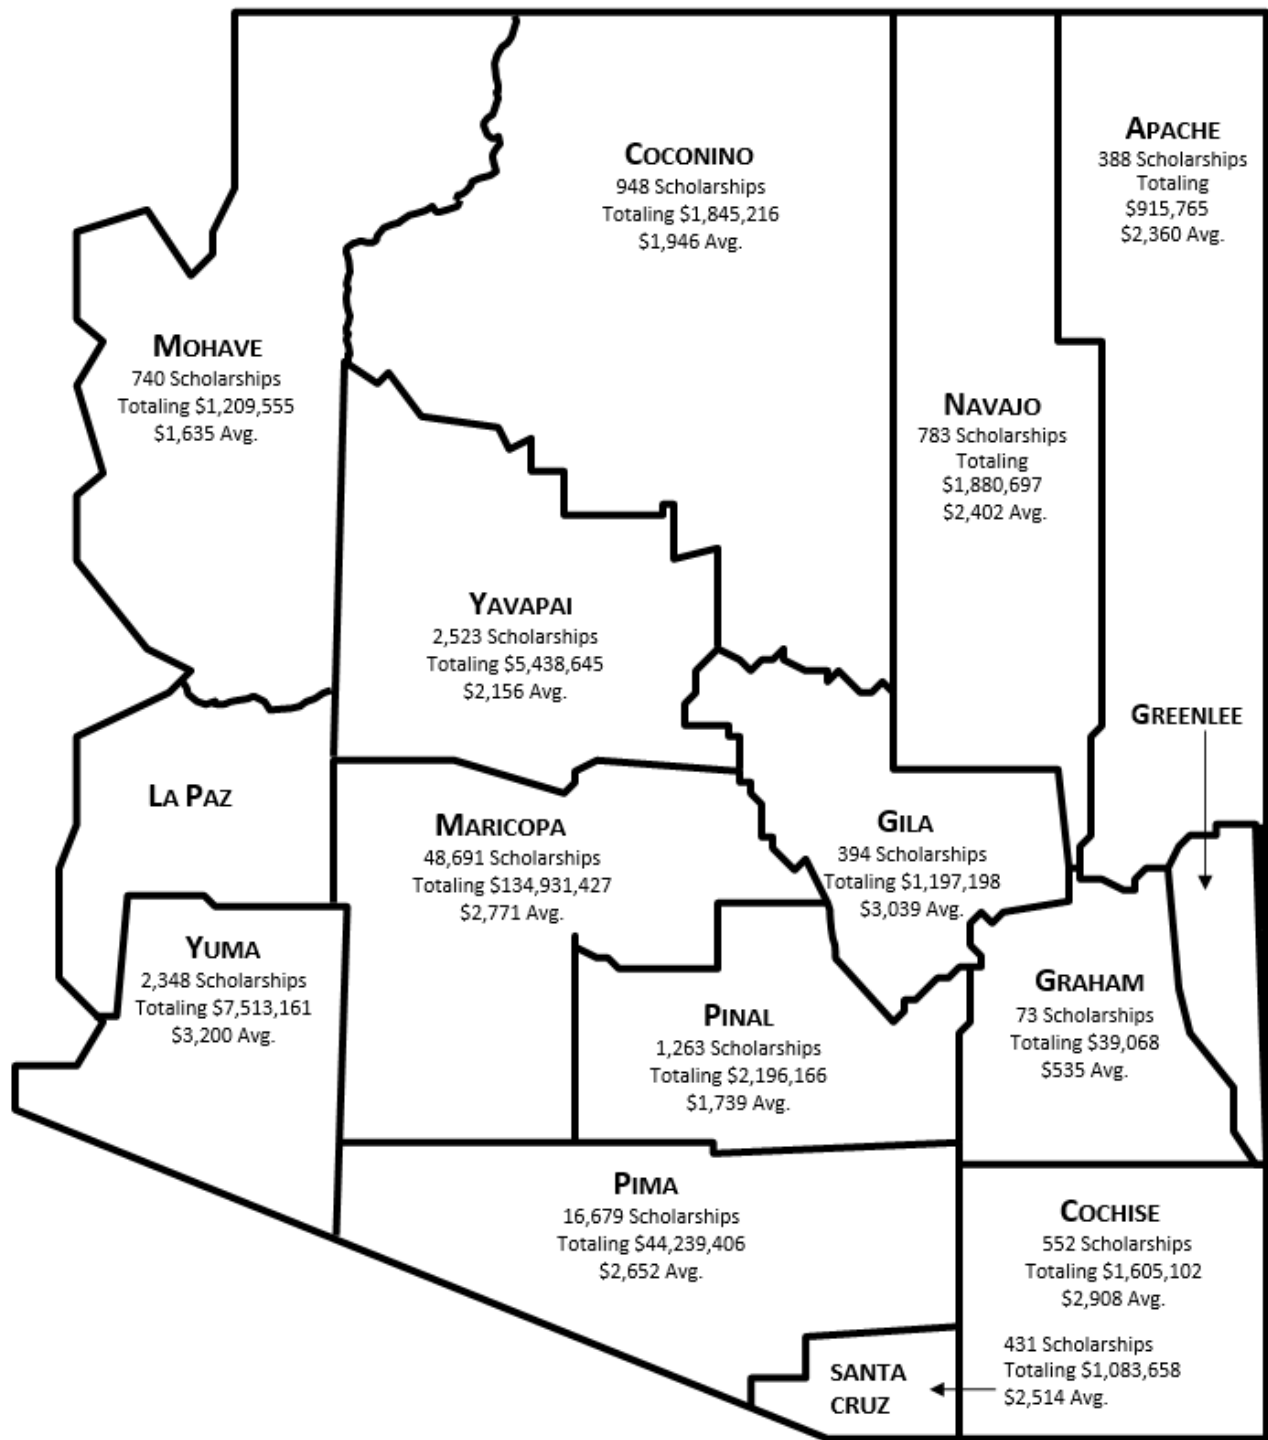 COCONINO
948 Scholarships
Totaling $1,845,216
$1,946 Avg.
APACHE
388 Scholarships
Totaling
$915,765
$2,360 Avg.
MOHAVE
740 Scholarships
Totaling $1,209,555
$1,635 Avg.
NAVAJO
783 Scholarships
Totaling
$1,880,697
$2,402 Avg.
YAVAPAI
2,523 Scholarships
Totaling $5,438,645
$2,156 Avg.
GREENLEE
LA PAZ
MARICOPA
48,691 Scholarships
Totaling $134,931,427
$2,771 Avg.
GILA
394 Scholarships
Totaling $1,197,198
$3,039 Avg.
YUMA
2,348 Scholarships
Totaling $7,513,161
$3,200 Avg.
GRAHAM
73 Scholarships
Totaling $39,068
$535 Avg.
PINAL
1,263 Scholarships
Totaling $2,196,166
$1,739 Avg.
PIMA
16,679 Scholarships
Totaling $44,239,406
$2,652 Avg.
COCHISE
552 Scholarships
Totaling $1,605,102
$2,908 Avg.
SANTA
CRUZ
431 Scholarships
Totaling $1,083,658
$2,514 Avg.